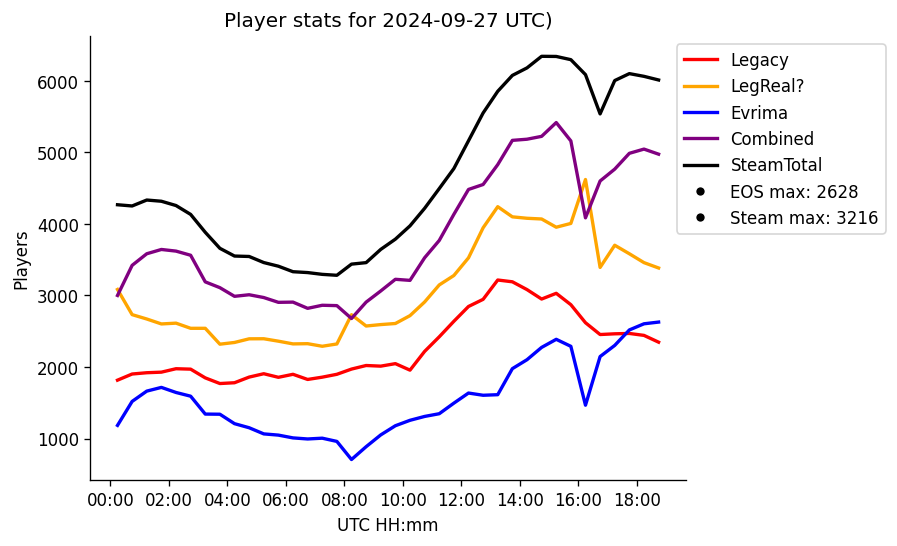 Player stats for 2024-09-27 UTC)
Legacy
LegReal?
Evrima
Combined
SteamTotal
EOS max: 2628
Steam max: 3216
Players
6000
5000
4000
3000
2000
1000
00:00 02:00 04:00 06:00 08:00 10:00 12:00 14:00 16:00 18:00
UTC HH:mm